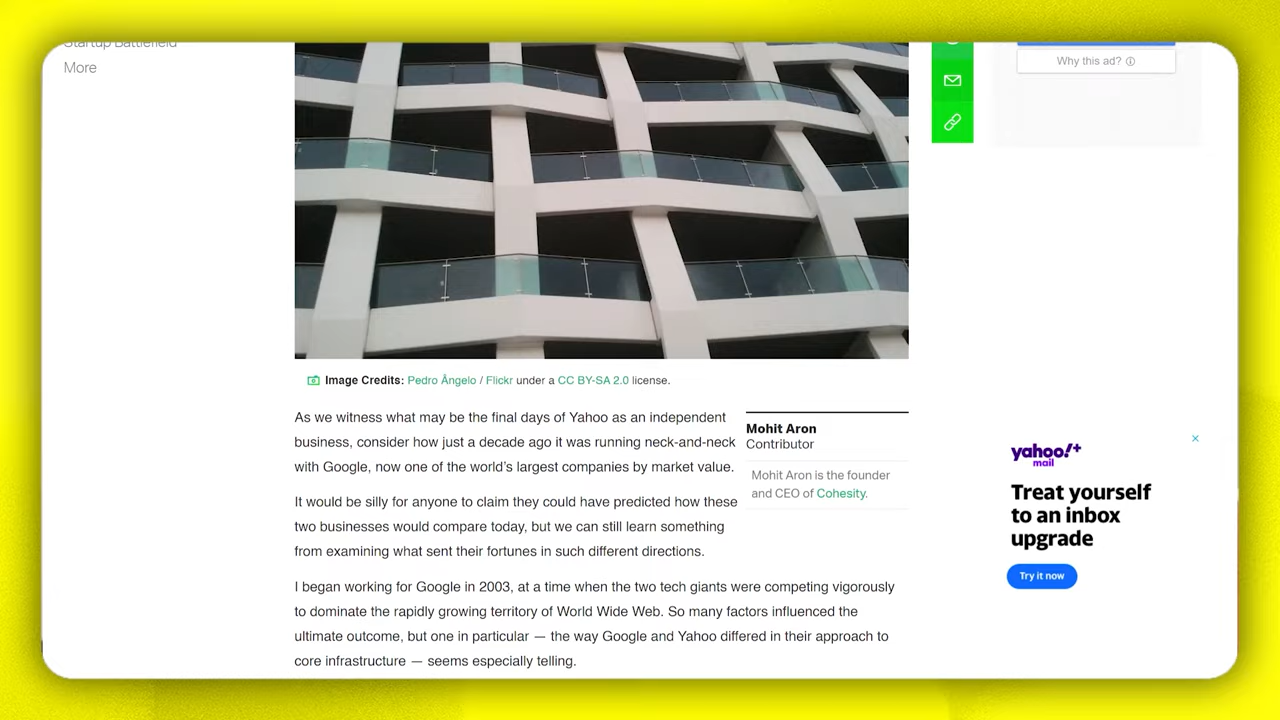 Startup Battlefield
More
Why this ad?
Image Credits: Pedro Ângelo / Flickr under a CC BY-SA 2.0 license.
As we witness what may be the final days of Yahoo as an independent
business, consider how just a decade ago it was running neck-and-neck
with Google, now one of the world's largest companies by market value.
Mohit Aron
Contributor
Mohit Aron is the founder
and CEO of Cohesity.
It would be silly for anyone to claim they could have predicted how these
two businesses would compare today, but we can still learn something
from examining what sent their fortunes in such different directions.
I began working for Google in 2003, at a time when the two tech giants were competing vigorously
to dominate the rapidly growing territory of World Wide Web. So many factors influenced the
ultimate outcome, but one in particular — the way Google and Yahoo differed in their approach to
core infrastructure — seems especially telling.
yahoo!+
mail
Treat yourself
to an inbox
upgrade
Try it now